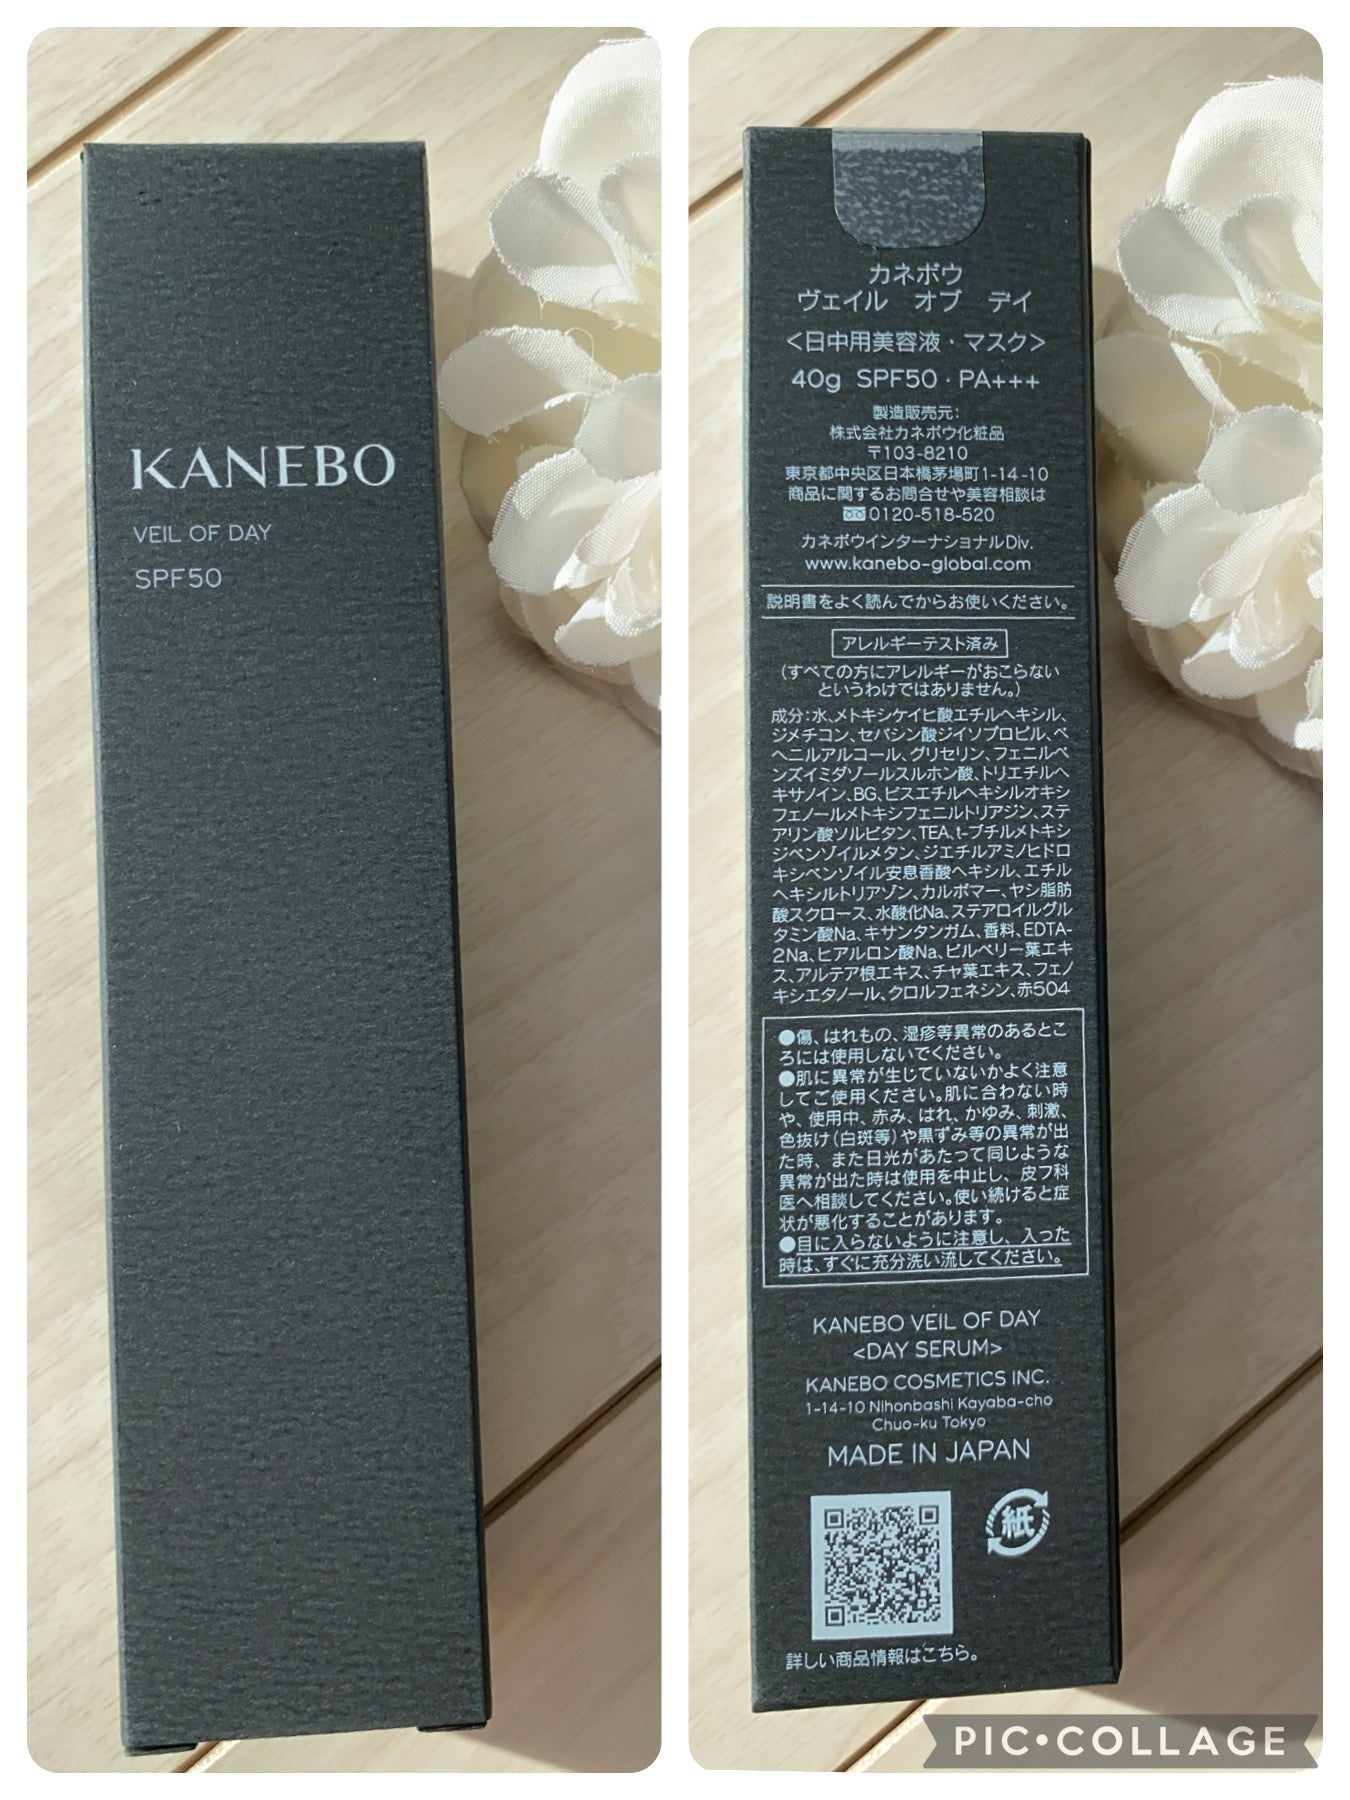 KANEBO
VEIL OF DAY
SPF50
カネボウ
ヴェイル オブ デイ
<日中用美容液・マスク>
40g SPF50・PA+++
製造販売元:
株式会社カネボウ化粧品
〒103-8210
東京都中央区日本橋茅場町1-14-10
商品に関するお問合せや美容相談は
0120-518-520
カネボウインターナショナルDiv.
www.kanebo-global.com
説明書をよく読んでからお使いください。
アレルギーテスト済み
(すべての方にアレルギーがおこらない
というわけではありません。)
成分:水、メトキシケイヒ酸エチルヘキシル、
ジメチコン、セバシン酸ジイソプロピル、ベ
ヘニルアルコール、グリセリン、フェニルベ
ンズイミダゾールスルホン酸、トリエチルヘ
キサノイン、BG、ビスエチルヘキシルオキシ
フェノールメトキシフェニルトリアジン、ステ
アリン酸ソルビタン、TEA、t-ブチルメトキシ
ジベンゾイルメタン、ジエチルアミノヒドロ
キシベンゾイル安息香酸ヘキシル、エチル
ヘキシルトリアゾン、カルボマー、ヤシ脂肪
酸スクロース、水酸化Na、ステアロイルグル
タミン酸Na、キサンタンガム、香料、EDTA-
2Na、ヒアルロン酸Na、ビルベリー葉エキ
ス、アルテア根エキス、チャ葉エキス、フェノ
キシエタノール、クロルフェネシン、赤504
●傷、はれもの、湿疹等異常のあるとこ
ろには使用しないでください。
●肌に異常が生じていないかよく注意
してご使用ください。肌に合わない時
や、使用中、赤み、はれ、かゆみ、刺激、
色抜け(白斑等)や黒ずみ等の異常が出
た時、また日光があたって同じような
異常が出た時は使用を中止し、皮フ科
医へ相談してください。使い続けると症
状が悪化することがあります。
●目に入らないように注意し、入った
時は、すぐに充分洗い流してください。
KANEBO VEIL OF DAY
<DAY SERUM>
KANEBO COSMETICS INC.
1-14-10 Nihonbashi Kayaba-cho
Chuo-ku Tokyo
MADE IN JAPAN
紙
詳しい商品情報はこちら。
PIC•COLLAGE